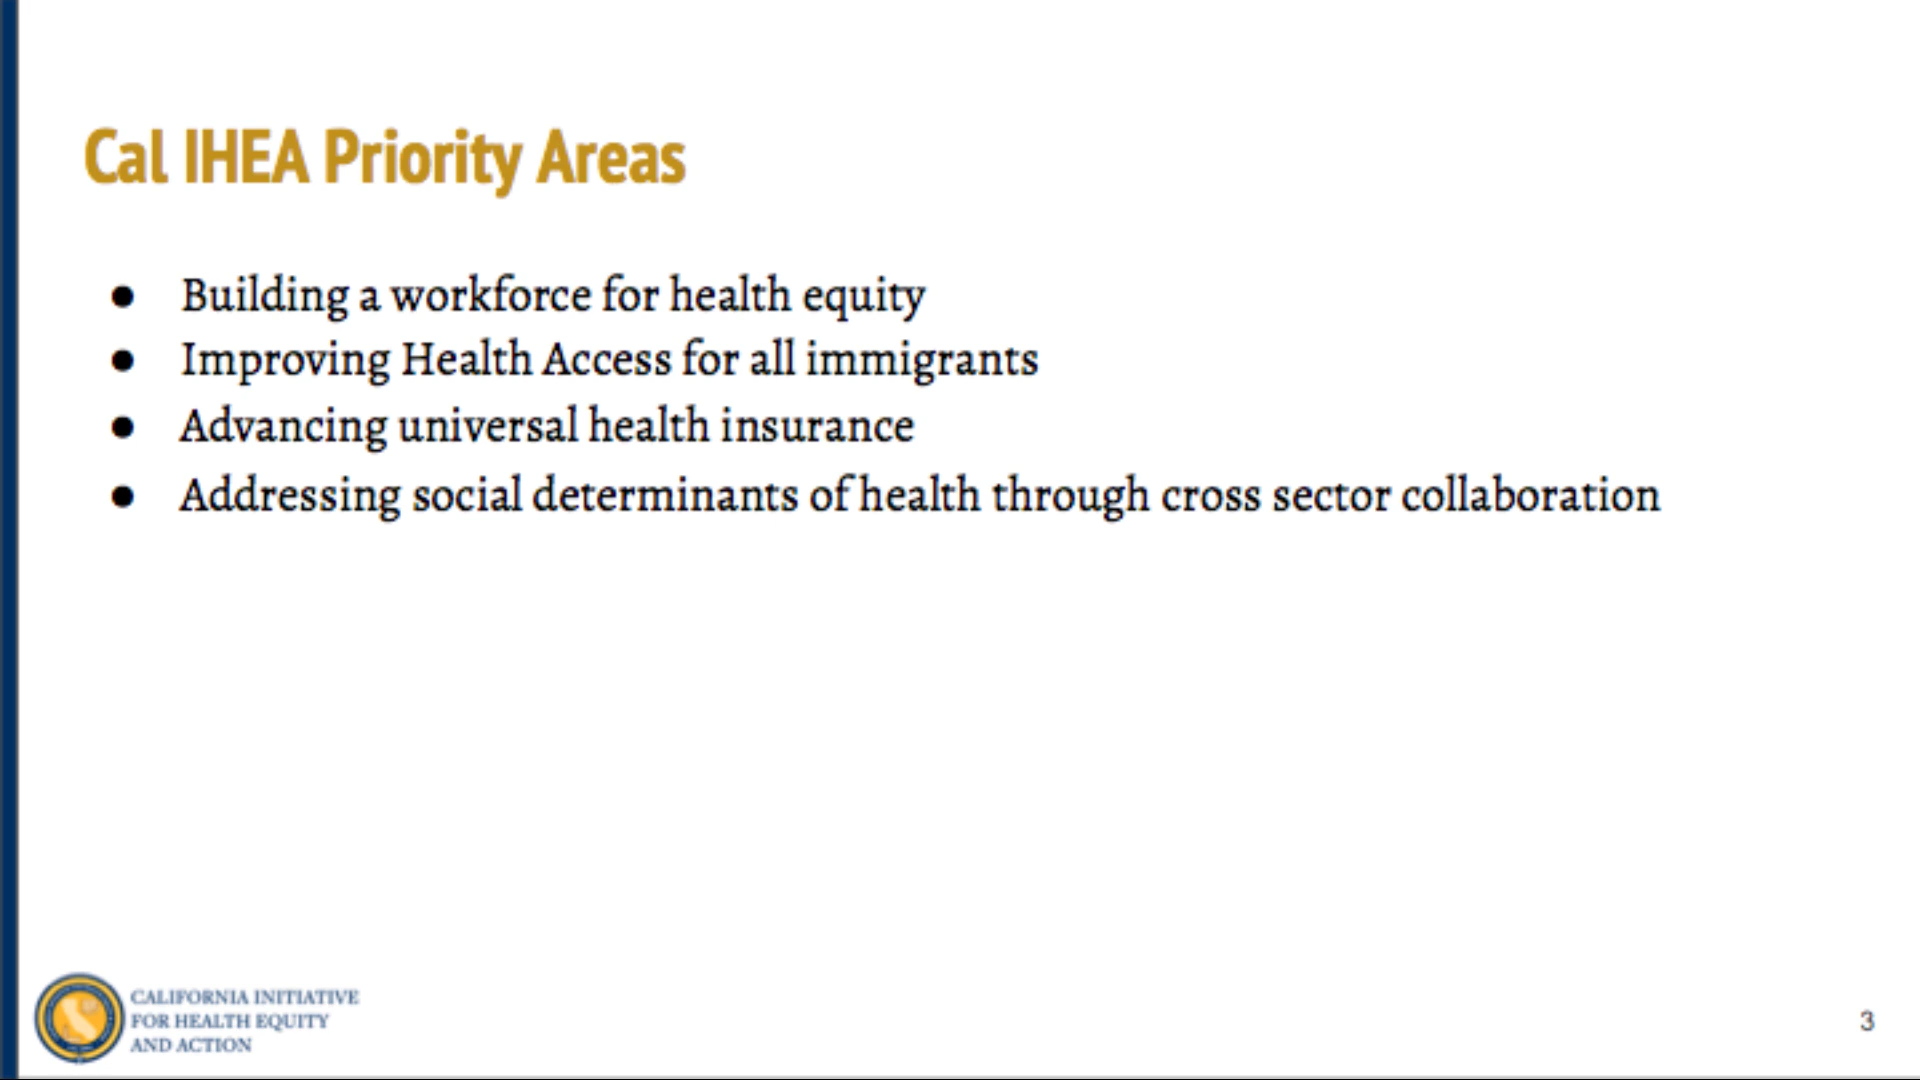 Cal IHEA Priority Areas
● Building a workforce for health equity
● Improving Health Access for all immigrants
● Advancing universal health insurance
● Addressing social determinants of health through cross sector collaboration
CALIFORNIA INITIATIVE
FOR HEALTH EQUITY
AND ACTION
3